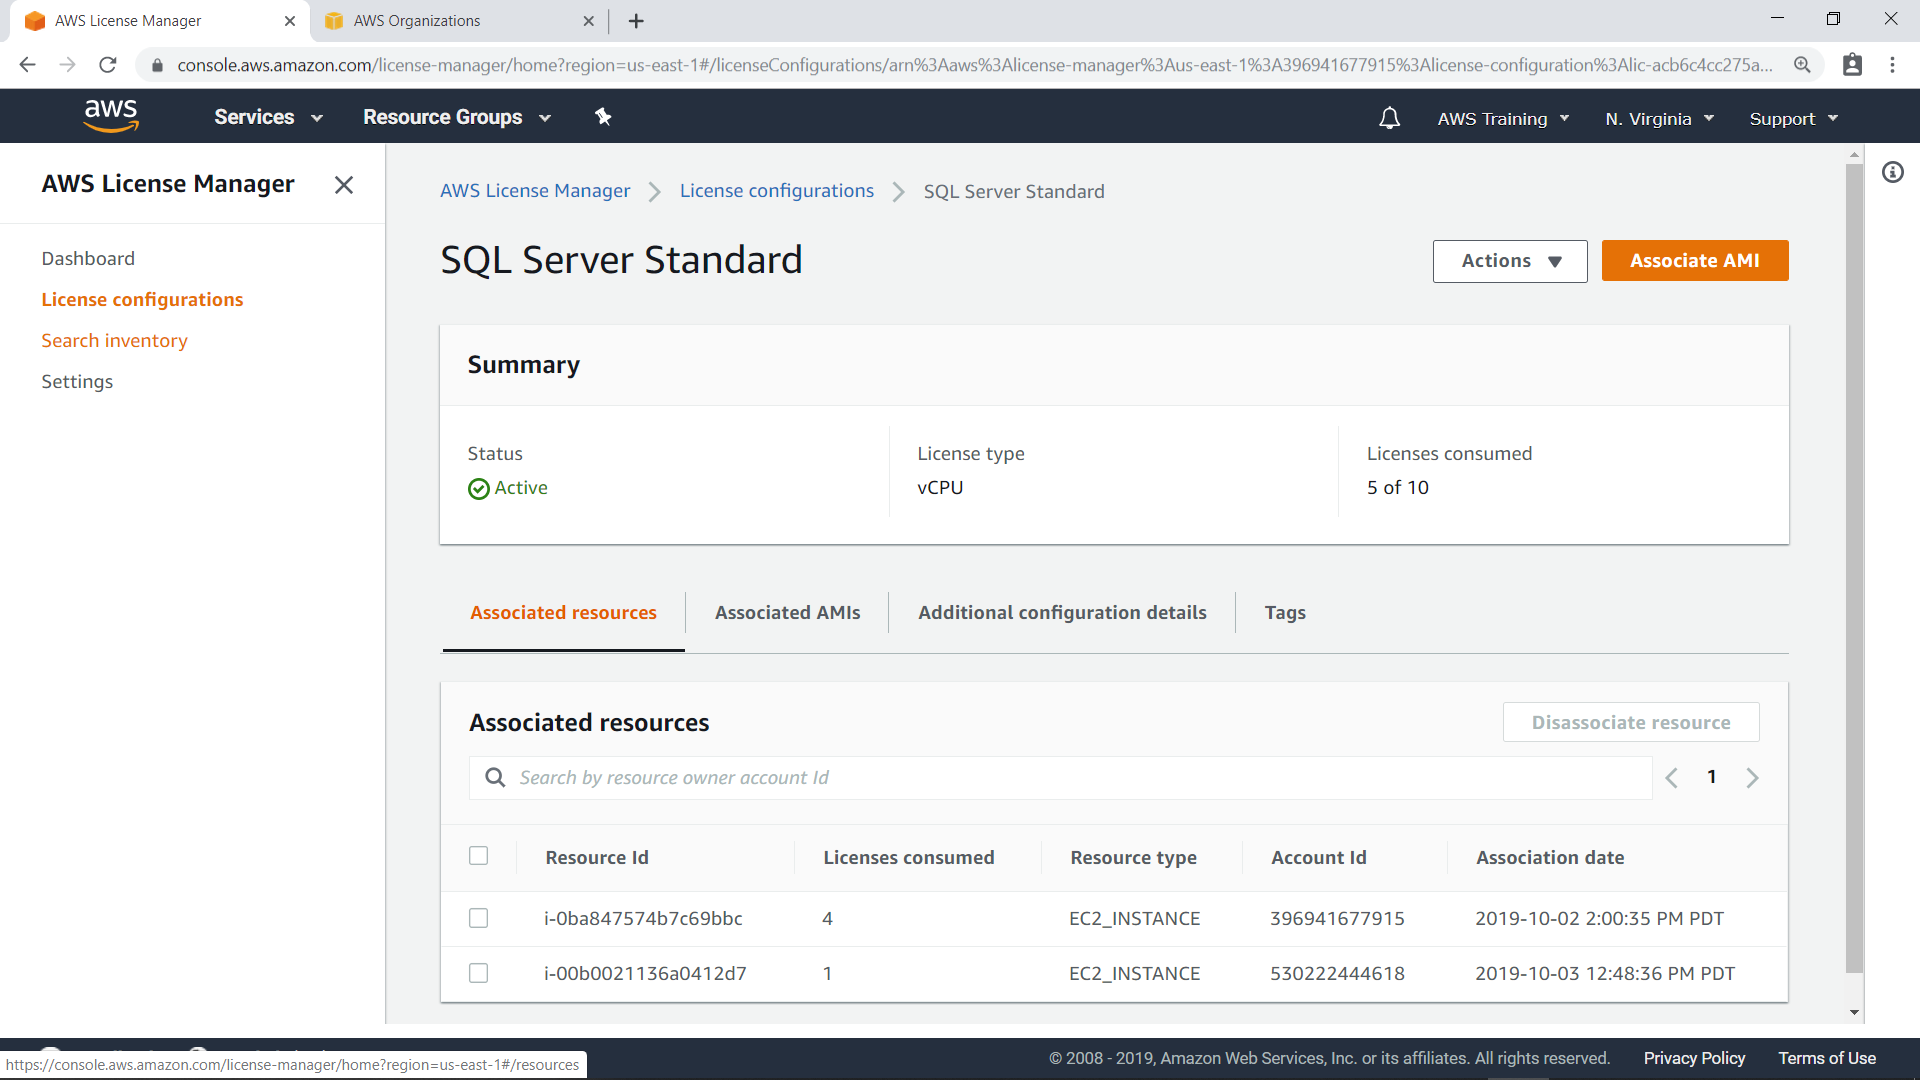 AWS License Manager
AWS Organizations
console.aws.amazon.com/license-manager/home?region=us-east-1#/licenseConfigurations/arn%3Aaws%3Alicense-manager%3Aus-east-1%3A396941677915%3Alicense-configuration%3Alic-acb6c4cc275a...
aws
Services
Resource Groups
AWS Training
N. Virginia
Support
AWS License Manager
Dashboard
License configurations
Search inventory
Settings
AWS License Manager
License configurations
SQL Server Standard
SQL Server Standard
Actions
Associate AMI
Summary
Status
Active
License type
vCPU
Licenses consumed
5 of 10
Associated resources
Associated AMIs
Additional configuration details
Tags
Associated resources
Disassociate resource
Search by resource owner account Id
1
Resource Id
Licenses consumed
Resource type
Account Id
Association date
i-0ba847574b7c69bbc
4
EC2_INSTANCE
396941677915
2019-10-02 2:00:35 PM PDT
i-00b0021136a0412d7
1
EC2_INSTANCE
530222444618
2019-10-03 12:48:36 PM PDT
https://console.aws.amazon.com/license-manager/home?region=us-east-1#/resources
© 2008 - 2019, Amazon Web Services, Inc. or its affiliates. All rights reserved.
Privacy Policy
Terms of Use